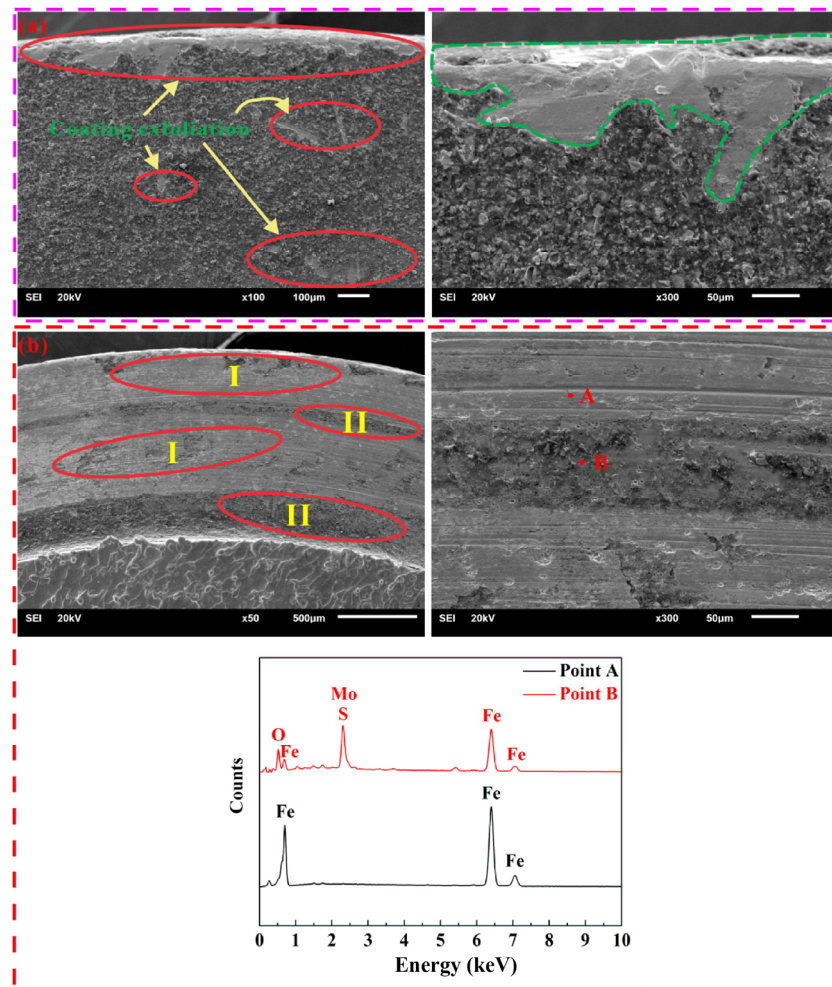 (a)
Coating exfoliation
SEI 20kV x100 100μm
SEI 20kV x300 50μm
(b)
I
II
I
II
SEI 20kV x50 500μm
A
B
SEI 20kV x300 50μm
Point A
Point B
Mo
S
O
Fe
Fe
Fe
Fe
Fe
Fe
Counts
0 1 2 3 4 5 6 7 8 9 10
Energy (keV)